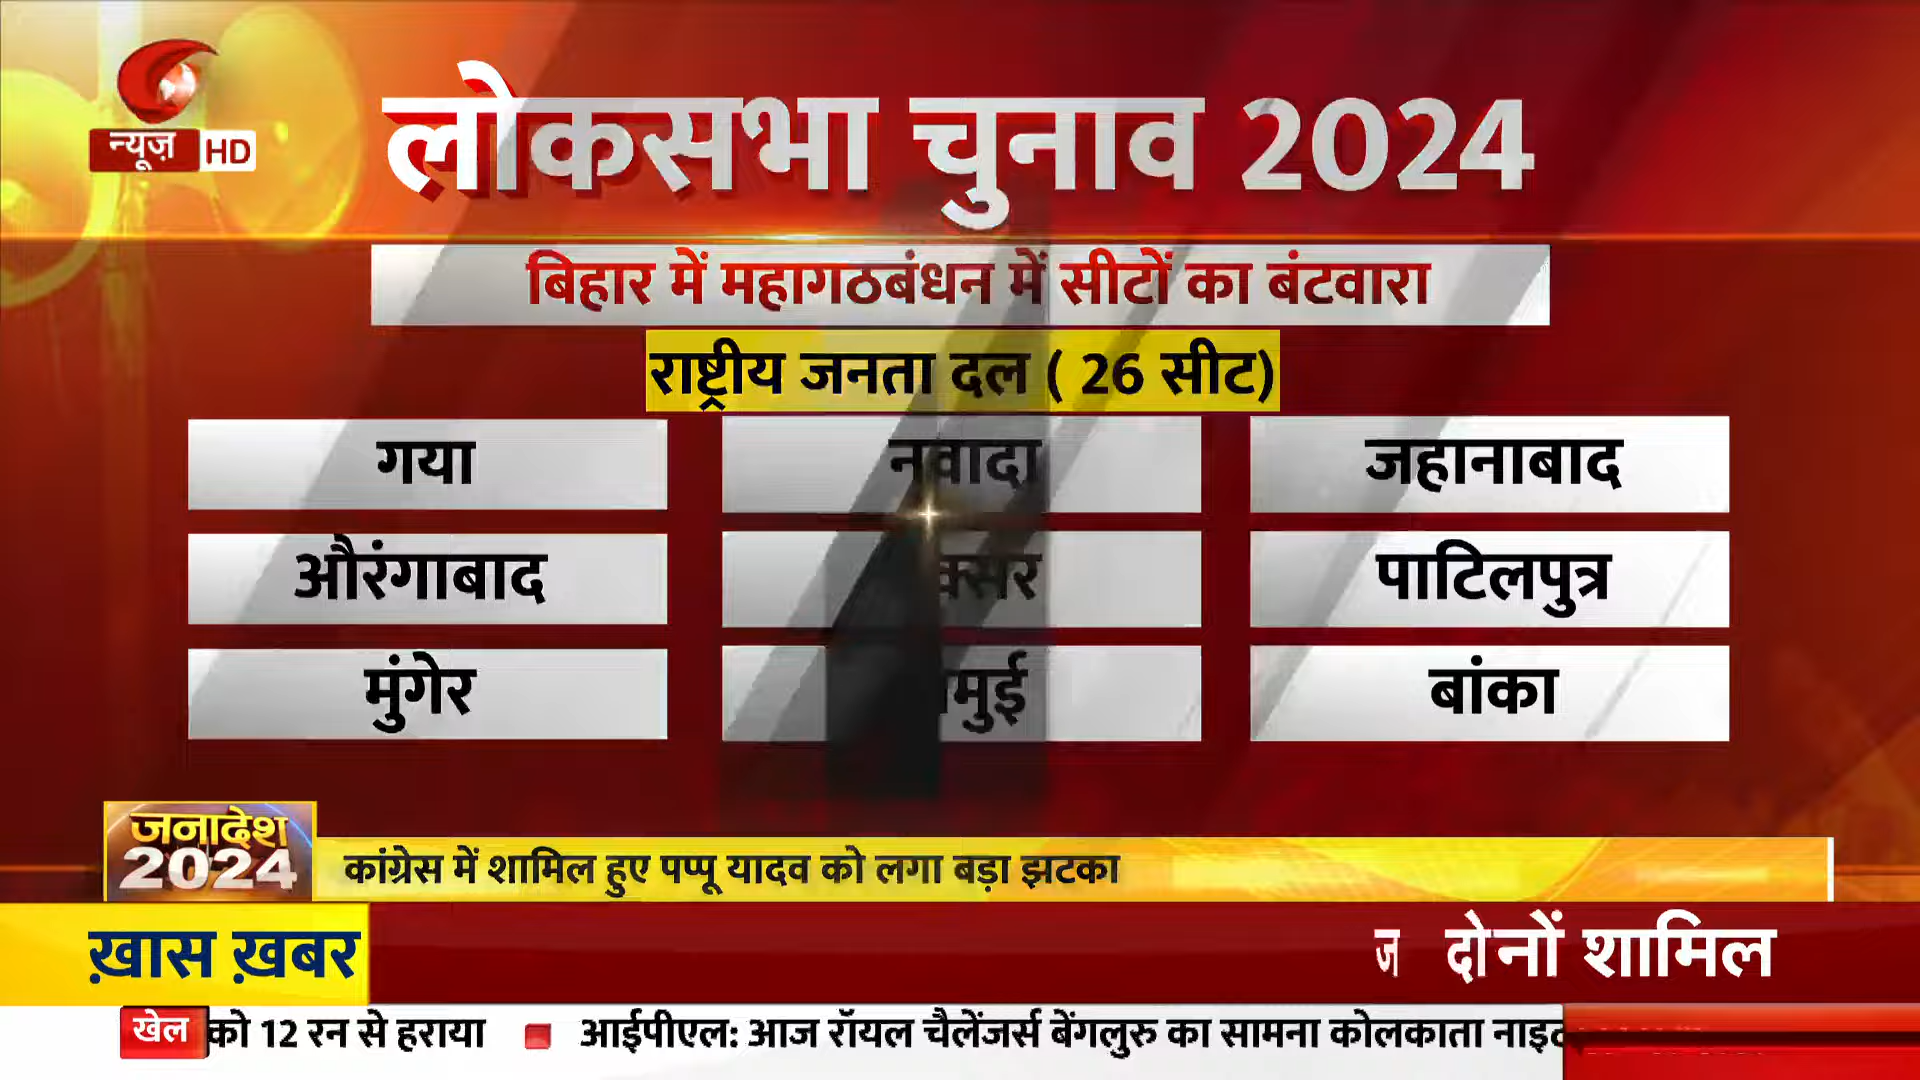 न्यूज़ HD
लोकसभा चुनाव 2024
बिहार में महागठबंधन में सीटों का बंटवारा
राष्ट्रीय जनता दल ( 26 सीट)
गया नवादा जहानाबाद
औरंगाबाद पाटिलपुत्र
मुंगेर बांका
जनादेश
2024
कांग्रेस में शामिल हुए पप्पू यादव को लगा बड़ा झटका
ख़ास ख़बर
दोनों शामिल
खेल को 12 रन से हराया आईपीएल: आज रॉयल चैलेंजर्स बेंगलुरु का सामना कोलकाता